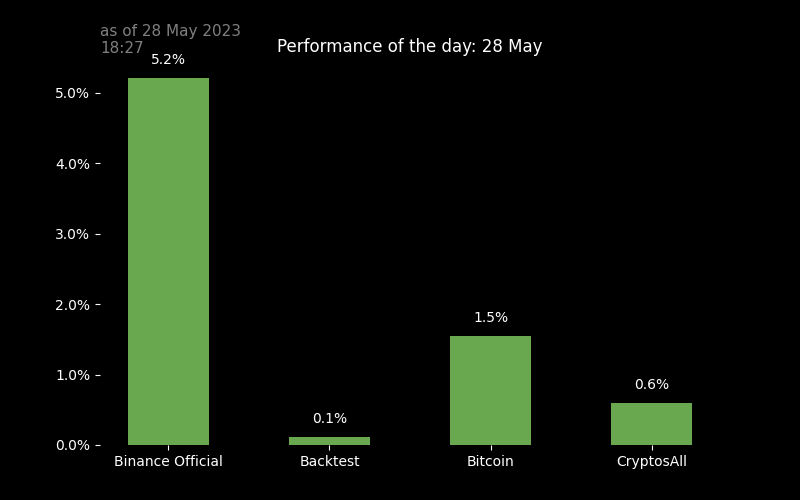 as of 28 May 2023
18:27
Performance of the day: 28 May
5.2%
5.0%
4.0%
3.0%
2.0%
1.5%
1.0%
0.6%
0.1%
0.0%
Binance Official
Backtest
Bitcoin
CryptosAll